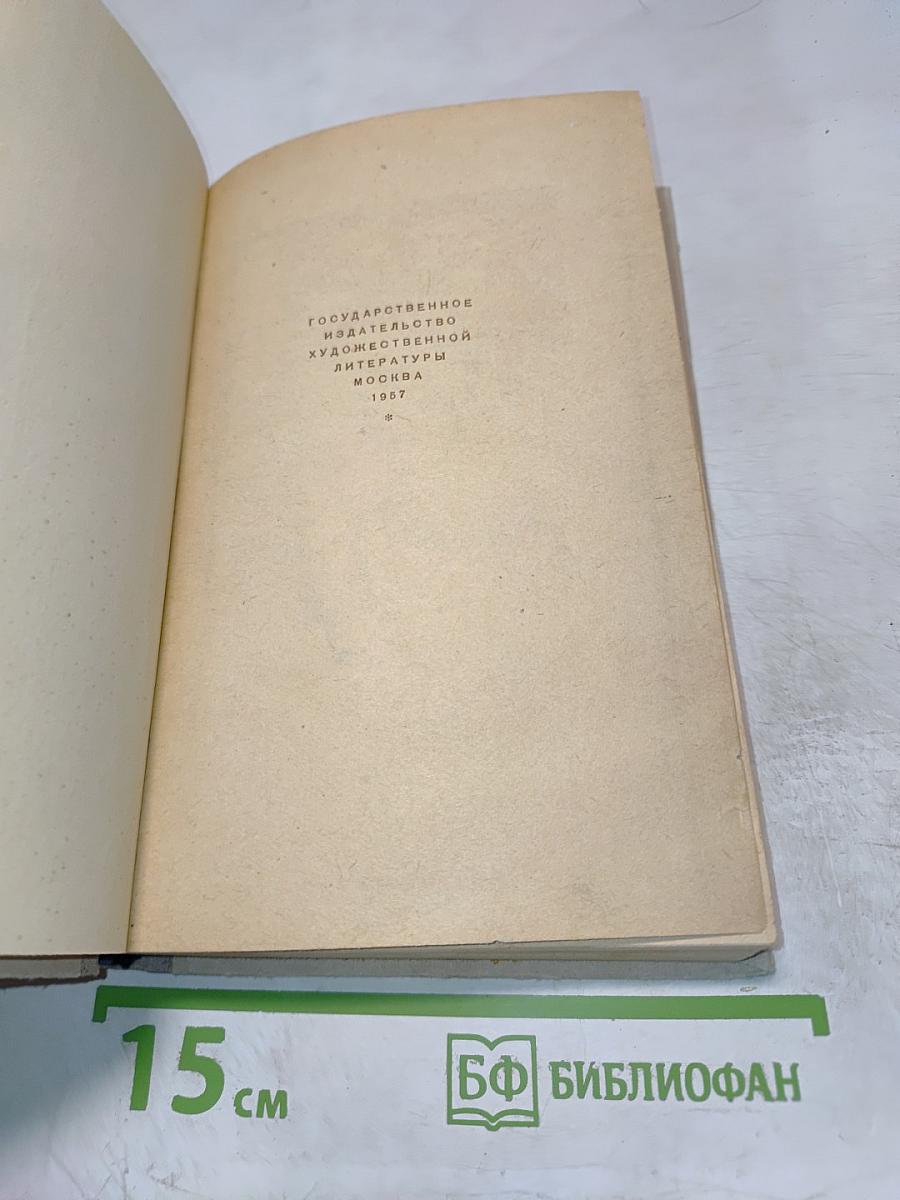 ГОСУДАРСТВЕННОЕ
ИЗДАТЕЛЬСТВО
ХУДОЖЕСТВЕННОЙ
ЛИТЕРАТУРЫ
МОСКВА
1957
*
15 см
БФ БИБЛИОФАН